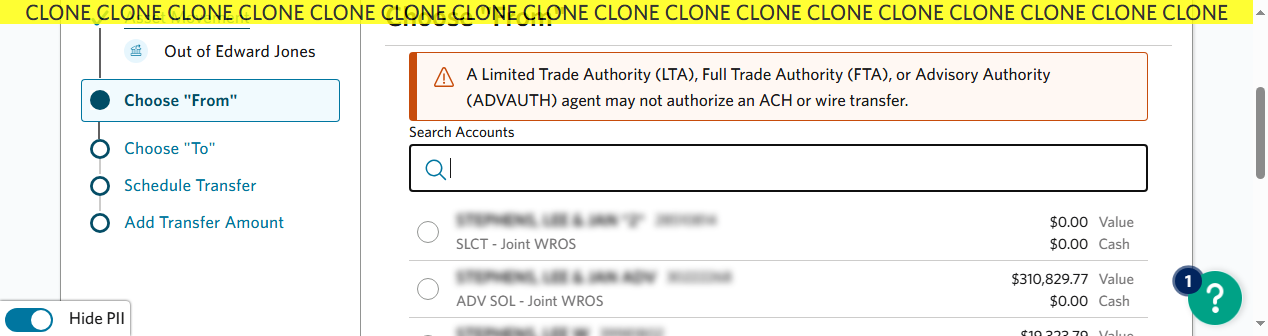 CLONE CLONE CLONE CLONE CLONE CLONE CLONE CLONE CLONE CLONE CLONE CLONE CLONE CLONE CLONE CLONE CLONE
Choose "From"
Out of Edward Jones
Choose "From"
Choose "To"
Schedule Transfer
Add Transfer Amount
A Limited Trade Authority (LTA), Full Trade Authority (FTA), or Advisory Authority
(ADVAUTH) agent may not authorize an ACH or wire transfer.
Search Accounts
$0.00 Value
SLCT - Joint WROS $0.00 Cash
$310,829.77 Value
ADV SOL - Joint WROS $0.00 Cash
$19,323.79 Value
1
?
Hide PII